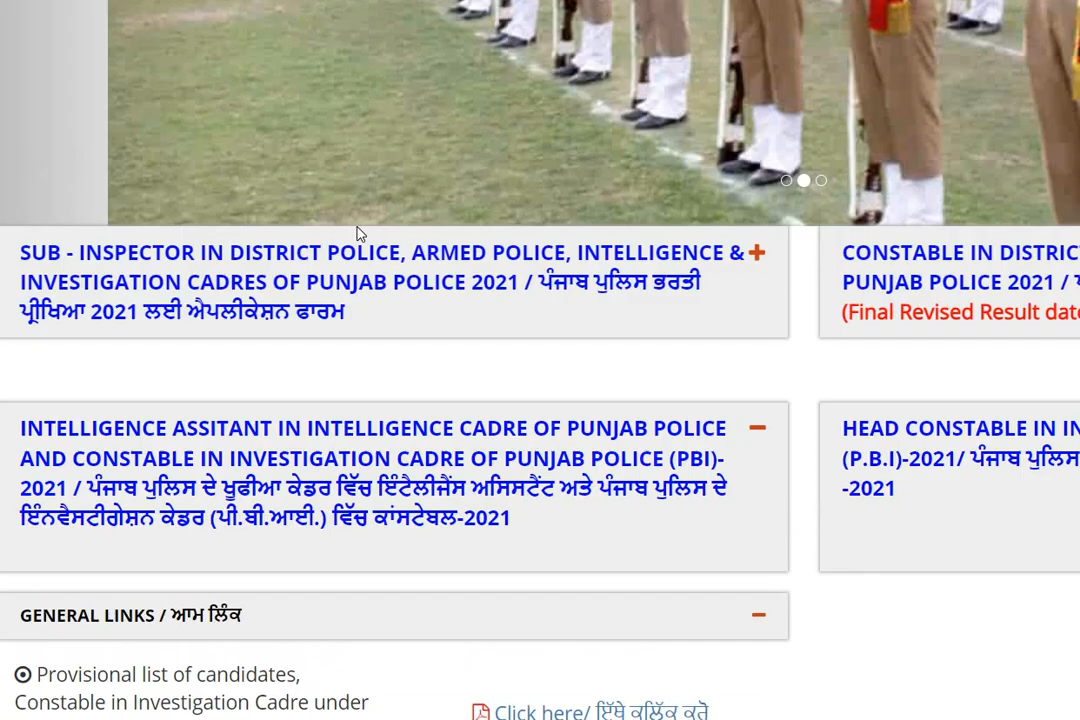 SUB - INSPECTOR IN DISTRICT POLICE, ARMED POLICE, INTELLIGENCE &
INVESTIGATION CADRES OF PUNJAB POLICE 2021 / ਪੰਜਾਬ ਪੁਲਿਸ ਭਰਤੀ
ਪ੍ਰੀਖਿਆ 2021 ਲਈ ਐਪਲੀਕੇਸ਼ਨ ਫਾਰਮ
CONSTABLE IN DISTRIC
PUNJAB POLICE 2021 /
(Final Revised Result date
INTELLIGENCE ASSITANT IN INTELLIGENCE CADRE OF PUNJAB POLICE
AND CONSTABLE IN INVESTIGATION CADRE OF PUNJAB POLICE (PBI)-
2021 / ਪੰਜਾਬ ਪੁਲਿਸ ਦੇ ਖੂਫੀਆ ਕੇਡਰ ਵਿੱਚ ਇੰਟੈਲੀਜੈਂਸ ਅਸਿਸਟੈਂਟ ਅਤੇ ਪੰਜਾਬ ਪੁਲਿਸ ਦੇ
ਇੰਨਵੈਸਟੀਗੇਸ਼ਨ ਕੇਡਰ (ਪੀ.ਬੀ.ਆਈ.) ਵਿੱਚ ਕਾਂਸਟੇਬਲ-2021
HEAD CONSTABLE IN IN
(P.B.I)-2021/ ਪੰਜਾਬ ਪੁਲਿਸ
-2021
GENERAL LINKS / ਆਮ ਲਿੰਕ
Provisional list of candidates,
Constable in Investigation Cadre under
Click here/ ਇੱਥੇ ਕਲਿੱਕ ਕਰੋ